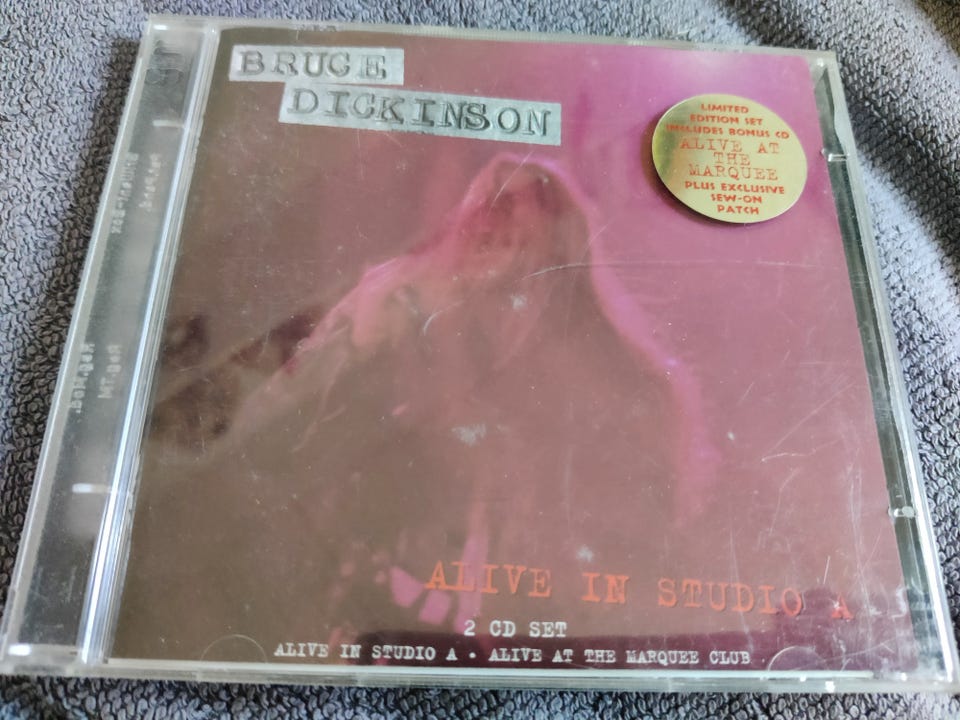 BRUCE
DICKINSON
LIMITED
EDITION SET
INCLUDES BONUS CD
ALIVE AT
THE
MARQUEE
PLUS EXCLUSIVE
SEW-ON
PATCH
ALIVE IN STUDIO A
2 CD SET
ALIVE IN STUDIO A · ALIVE AT THE MARQUEE CLUB